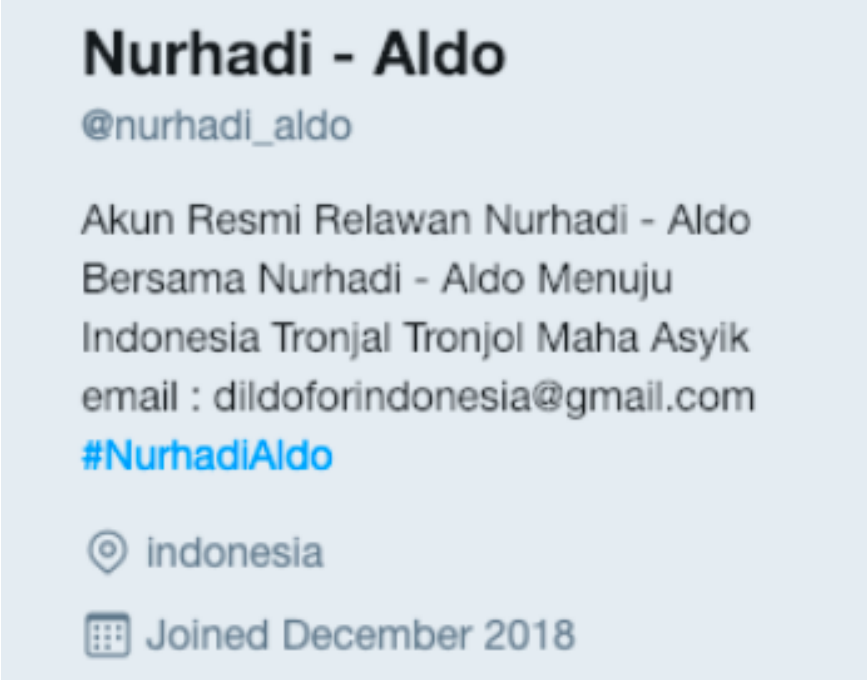 Nurhadi - Aldo
@nurhadi_aldo
Akun Resmi Relawan Nurhadi - Aldo
Bersama Nurhadi - Aldo Menuju
Indonesia Tronjal Tronjol Maha Asyik
email : dildoforindonesia@gmail.com
#NurhadiAldo
indonesia
Joined December 2018